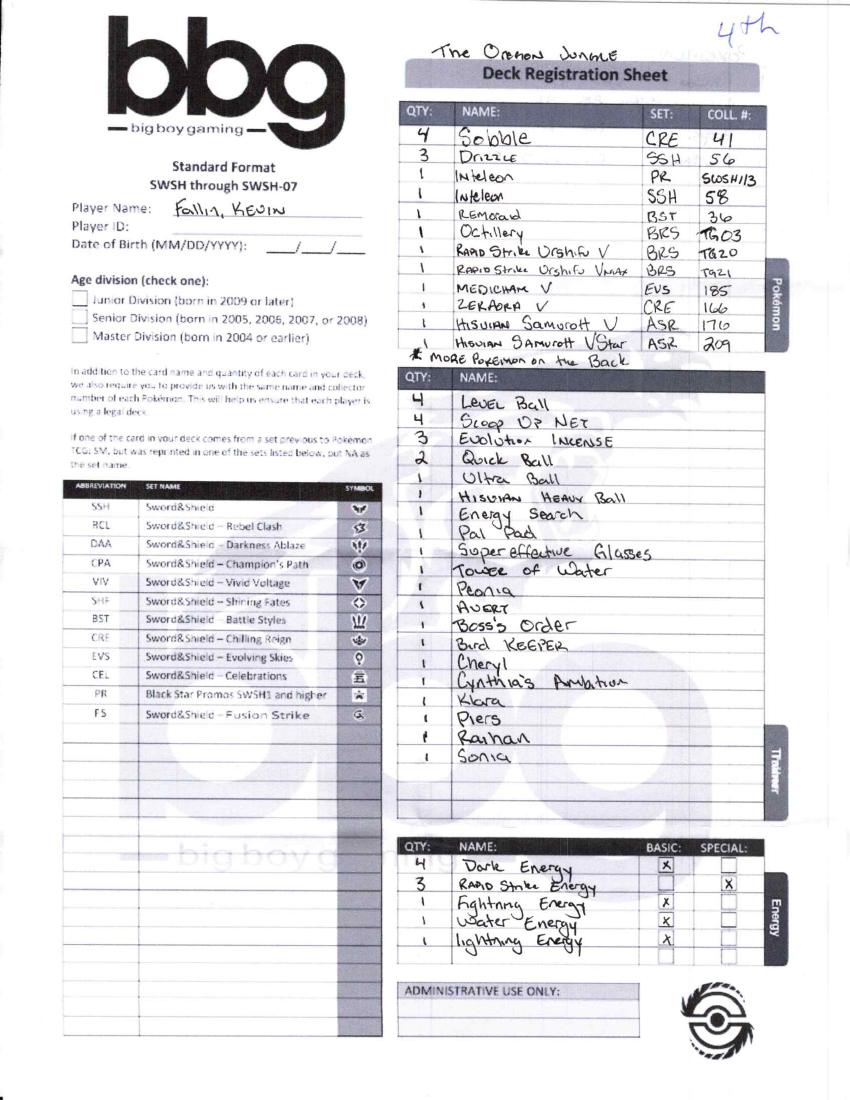 4th
bbg
big boy gaming
The Oregon Jungle
Deck Registration Sheet
Standard Format
SWSH through SWSH-07
Player Name: Fallin, Kevin
Player ID:
Date of Birth (MM/DD/YYYY): __/__/__
Age division (check one):
Junior Division (born in 2009 or later)
Senior Division (born in 2005, 2006, 2007, or 2008)
Master Division (born in 2004 or earlier)
In addition to the card name and quantity of each card in your deck,
we also require you to provide us with the same name and collector
number of each Pokémon. This will help us ensure that each player is
using a legal deck.
If one of the card in your deck comes from a set previous to Pokemon
TCG: SM, but was reprinted in one of the sets listed below, put NA as
the set name.
ABBREVIATION SET NAME SYMBOL
SSH Sword&Shield
RCL Sword&Shield – Rebel Clash
DAA Sword&Shield – Darkness Ablaze
CPA Sword&Shield – Champion's Path
VIV Sword&Shield – Vivid Voltage
SHF Sword&Shield – Shining Fates
BST Sword&Shield – Battle Styles
CRE Sword&Shield – Chilling Reign
EVS Sword&Shield – Evolving Skies
CEL Sword&Shield – Celebrations
PR Black Star Promos SWSH1 and higher
FS Sword&Shield – Fusion Strike
QTY: NAME: SET: COLL. #:
4 Sobble CRE 41
3 Drizzle SSH 56
1 Inteleon PR SWSH113
1 Inteleon SSH 58
1 Remoraid BST 36
1 Octillery BRS TG03
1 Rapid Strike Urshifu V BRS TG20
1 Rapid Strike Urshifu Vmax BRS TG21
1 Medicham V EVS 185
1 Zeraora V CRE 166
1 Hisuian Samurott V ASR 176
1 Hisuian Samurott VStar ASR 209
Pokémon
* More Pokemon on the Back
QTY: NAME:
4 Level Ball
4 Scoop Up Net
3 Evolution Incense
2 Quick Ball
1 Ultra Ball
1 Hisuian Heavy Ball
1 Energy Search
1 Pal Pad
1 Super effective Glasses
1 Tower of Water
1 Peonia
1 Avery
1 Boss's Order
1 Bird Keeper
1 Cheryl
1 Cynthia's Ambition
1 Klara
1 Piers
1 Raihan
1 Sonia
Trainer
QTY: NAME: BASIC: SPECIAL:
4 Dark Energy X
3 Rapid Strike Energy X
1 Fightning Energy X
1 Water Energy X
1 lightning Energy X
Energy
ADMINISTRATIVE USE ONLY:
big boy gaming